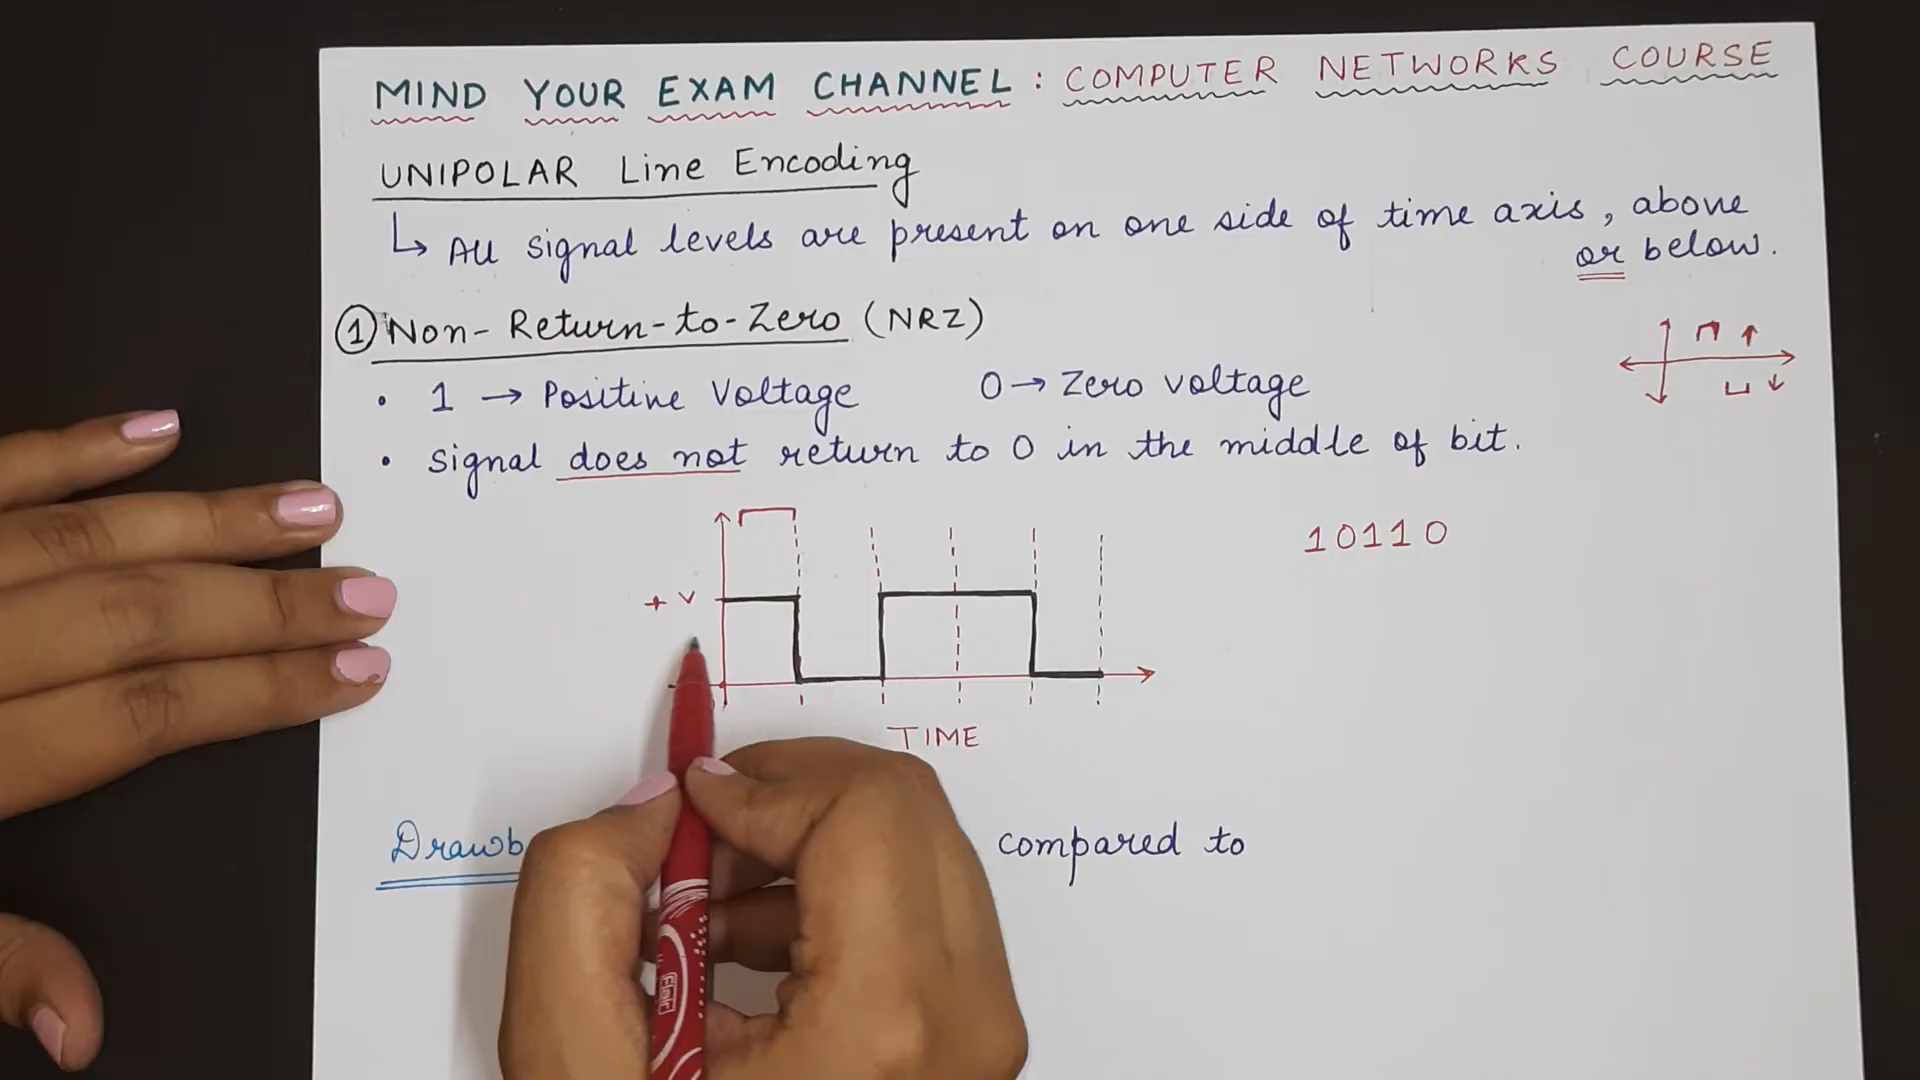 MIND YOUR EXAM CHANNEL : COMPUTER NETWORKS COURSE
UNIPOLAR Line Encoding
↳ All signal levels are present on one side of time axis, above
or below.
① Non-Return-to-Zero (NRZ)
• 1 → Positive Voltage 0 → Zero voltage
• signal does not return to 0 in the middle of bit.
10110
+ V
TIME
compared to
Flair